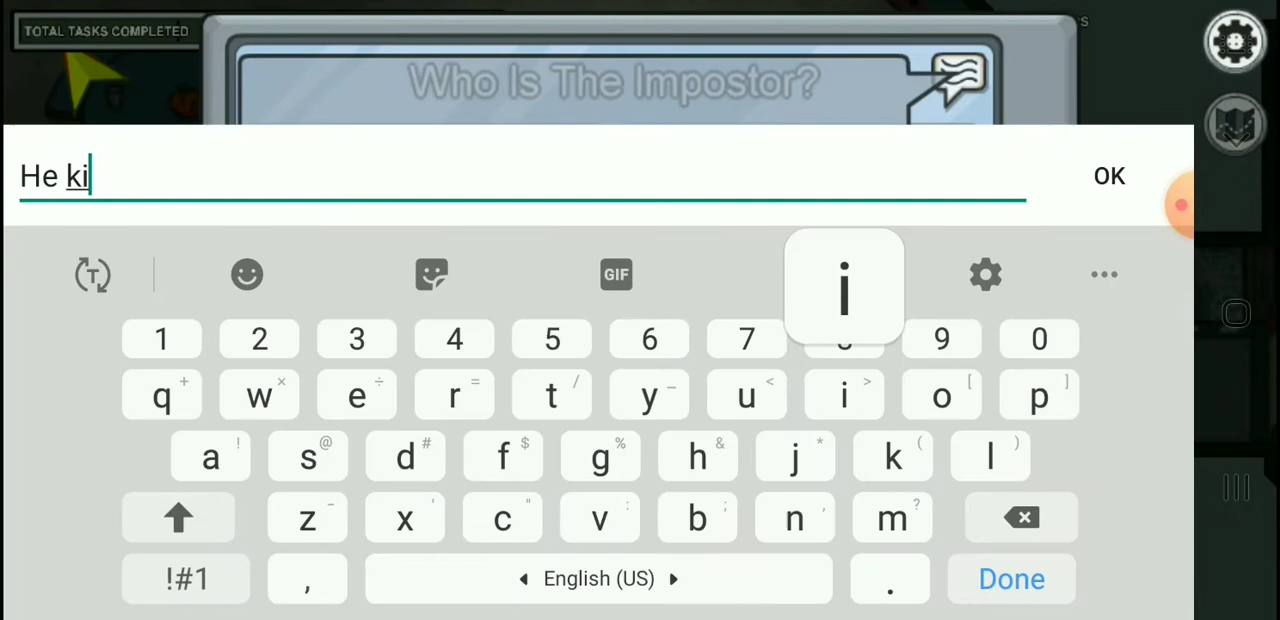 TOTAL TASKS COMPLETED
s
Who Is The Impostor?
He ki
OK
T
GIF
i
1 2 3 4 5 6 7 9 0
q + w × e ÷ r = t / y _ u < i > o [ p ]
a ! s @ d # f $ g % h & j * k ( l )
z - x ' c " v : b ; n , m ?
!#1 , English (US) . Done